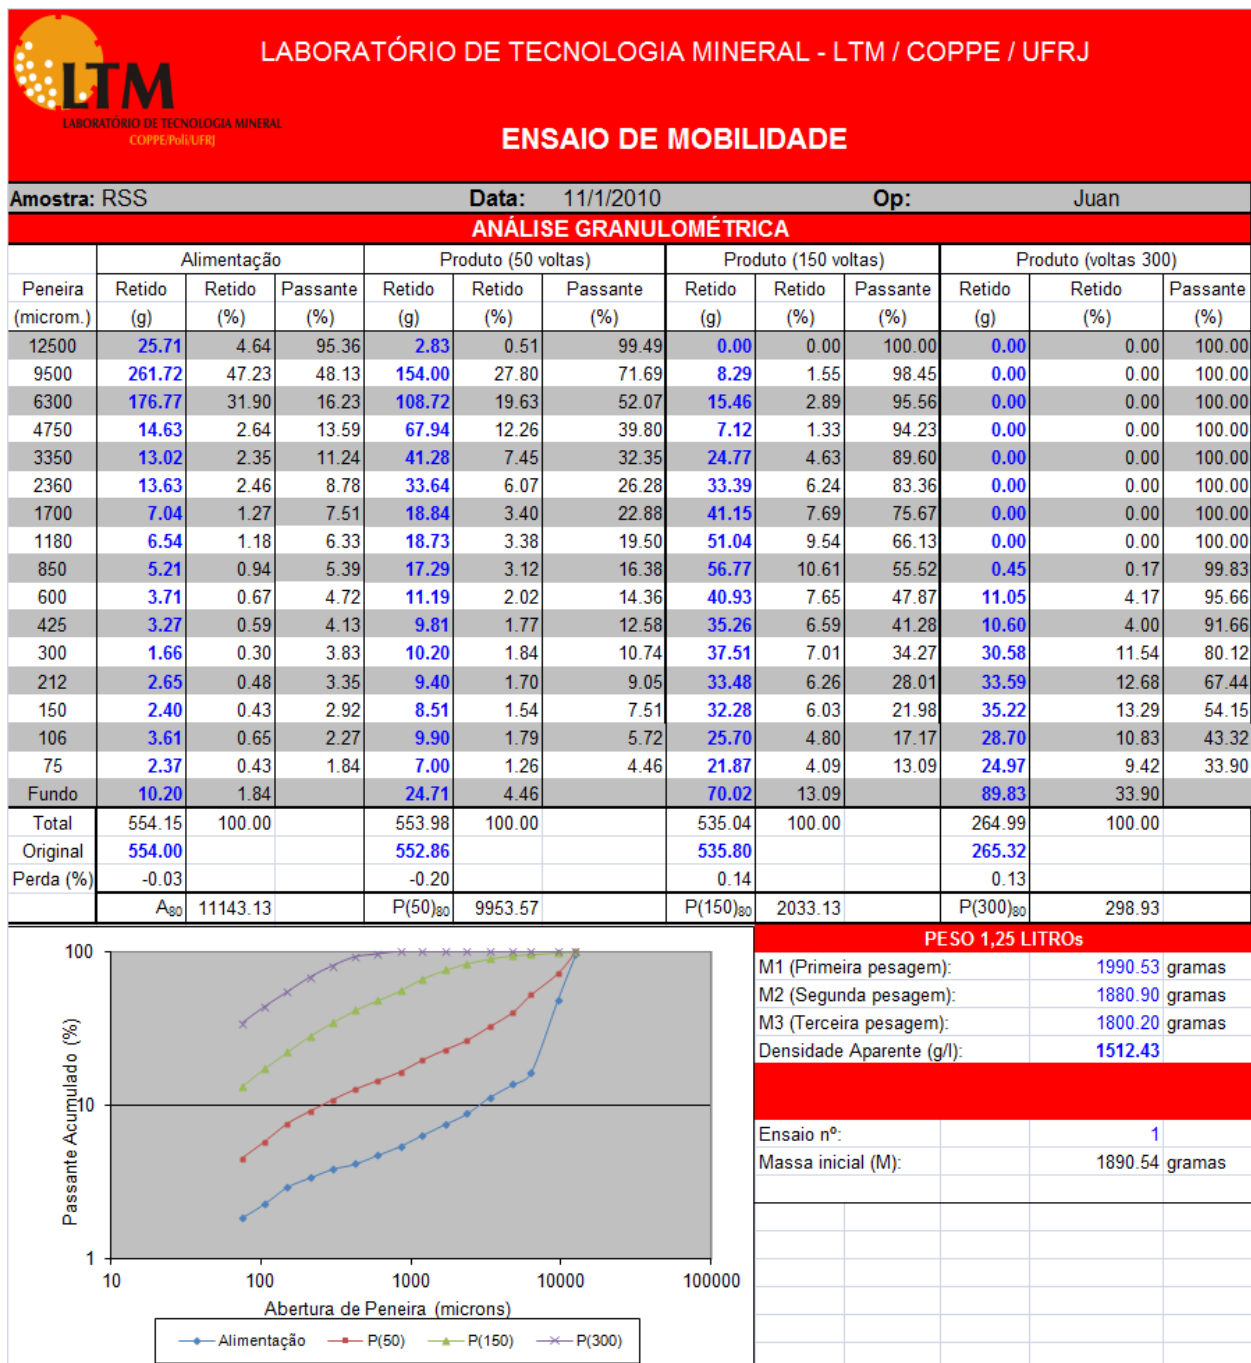 LTM
LABORATÓRIO DE TECNOLOGIA MINERAL
COPPE/Poli/UFRJ
LABORATÓRIO DE TECNOLOGIA MINERAL - LTM / COPPE / UFRJ
ENSAIO DE MOBILIDADE
Amostra: RSS Data: 11/1/2010 Op: Juan
ANÁLISE GRANULOMÉTRICA
Alimentação Produto (50 voltas) Produto (150 voltas) Produto (voltas 300)
Peneira Retido Retido Passante Retido Retido Passante Retido Retido Passante Retido Retido Passante
(microm.) (g) (%) (%) (g) (%) (%) (g) (%) (%) (g) (%) (%)
12500 25.71 4.64 95.36 2.83 0.51 99.49 0.00 0.00 100.00 0.00 0.00 100.00
9500 261.72 47.23 48.13 154.00 27.80 71.69 8.29 1.55 98.45 0.00 0.00 100.00
6300 176.77 31.90 16.23 108.72 19.63 52.07 15.46 2.89 95.56 0.00 0.00 100.00
4750 14.63 2.64 13.59 67.94 12.26 39.80 7.12 1.33 94.23 0.00 0.00 100.00
3350 13.02 2.35 11.24 41.28 7.45 32.35 24.77 4.63 89.60 0.00 0.00 100.00
2360 13.63 2.46 8.78 33.64 6.07 26.28 33.39 6.24 83.36 0.00 0.00 100.00
1700 7.04 1.27 7.51 18.84 3.40 22.88 41.15 7.69 75.67 0.00 0.00 100.00
1180 6.54 1.18 6.33 18.73 3.38 19.50 51.04 9.54 66.13 0.00 0.00 100.00
850 5.21 0.94 5.39 17.29 3.12 16.38 56.77 10.61 55.52 0.45 0.17 99.83
600 3.71 0.67 4.72 11.19 2.02 14.36 40.93 7.65 47.87 11.05 4.17 95.66
425 3.27 0.59 4.13 9.81 1.77 12.58 35.26 6.59 41.28 10.60 4.00 91.66
300 1.66 0.30 3.83 10.20 1.84 10.74 37.51 7.01 34.27 30.58 11.54 80.12
212 2.65 0.48 3.35 9.40 1.70 9.05 33.48 6.26 28.01 33.59 12.68 67.44
150 2.40 0.43 2.92 8.51 1.54 7.51 32.28 6.03 21.98 35.22 13.29 54.15
106 3.61 0.65 2.27 9.90 1.79 5.72 25.70 4.80 17.17 28.70 10.83 43.32
75 2.37 0.43 1.84 7.00 1.26 4.46 21.87 4.09 13.09 24.97 9.42 33.90
Fundo 10.20 1.84 24.71 4.46 70.02 13.09 89.83 33.90
Total 554.15 100.00 553.98 100.00 535.04 100.00 264.99 100.00
Original 554.00 552.86 535.80 265.32
Perda (%) -0.03 -0.20 0.14 0.13
A80 11143.13 P(50)80 9953.57 P(150)80 2033.13 P(300)80 298.93
Passante Acumulado (%)
100
10
1
10 100 1000 10000 100000
Abertura de Peneira (microns)
Alimentação P(50) P(150) P(300)
PESO 1,25 LITROs
M1 (Primeira pesagem): 1990.53 gramas
M2 (Segunda pesagem): 1880.90 gramas
M3 (Terceira pesagem): 1800.20 gramas
Densidade Aparente (g/l): 1512.43
Ensaio nº: 1
Massa inicial (M): 1890.54 gramas